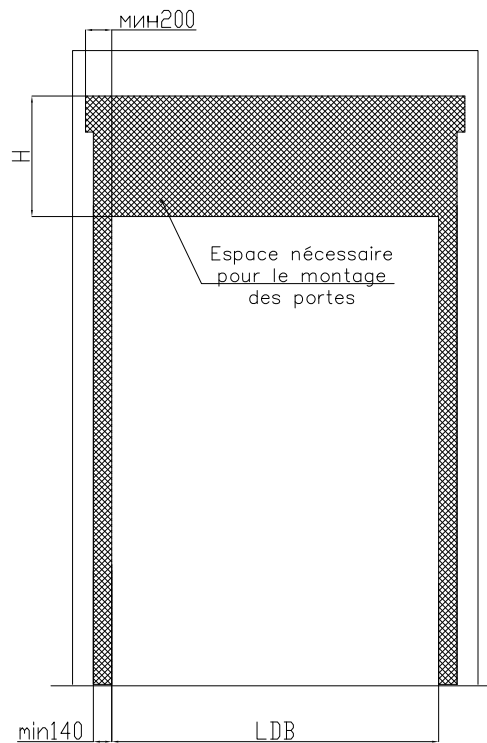 мин200
H
Espace nécessaire
pour le montage
des portes
min140
LDB